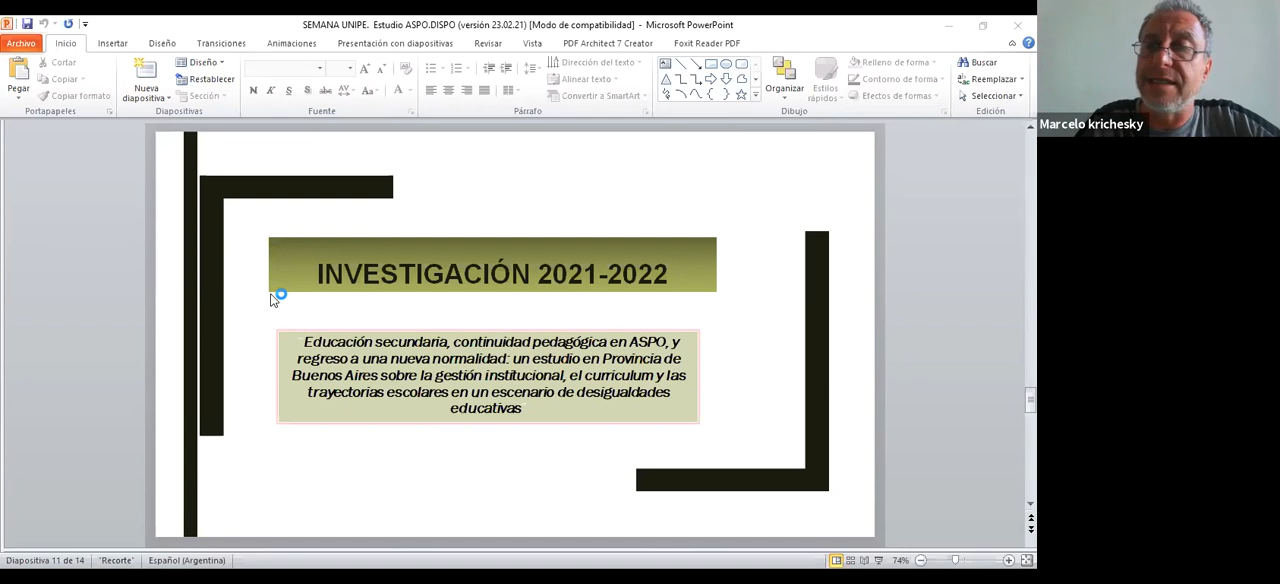 SEMANA UNIPE. Estudio ASPO.DISPO (versión 23.02.21) [Modo de compatibilidad] - Microsoft PowerPoint
Archivo Inicio Insertar Diseño Transiciones Animaciones Presentación con diapositivas Revisar Vista PDF Architect 7 Creator Foxit Reader PDF
Pegar
Cortar
Copiar
Copiar formato
Portapapeles
Nueva
diapositiva
Diseño
Restablecer
Sección
Diapositivas
N K S S abc AV Aa A
Fuente
Dirección del texto
Alinear texto
Convertir a SmartArt
Párrafo
Organizar
Estilos
rápidos
Relleno de forma
Contorno de forma
Efectos de formas
Dibujo
Buscar
Reemplazar
Seleccionar
Edición
Marcelo krichesky
INVESTIGACIÓN 2021-2022
Educación secundaria, continuidad pedagógica en ASPO, y
regreso a una nueva normalidad: un estudio en Provincia de
Buenos Aires sobre la gestión institucional, el curriculum y las
trayectorias escolares en un escenario de desigualdades
educativas
Diapositiva 11 de 14 "Recorte" Español (Argentina) 74%